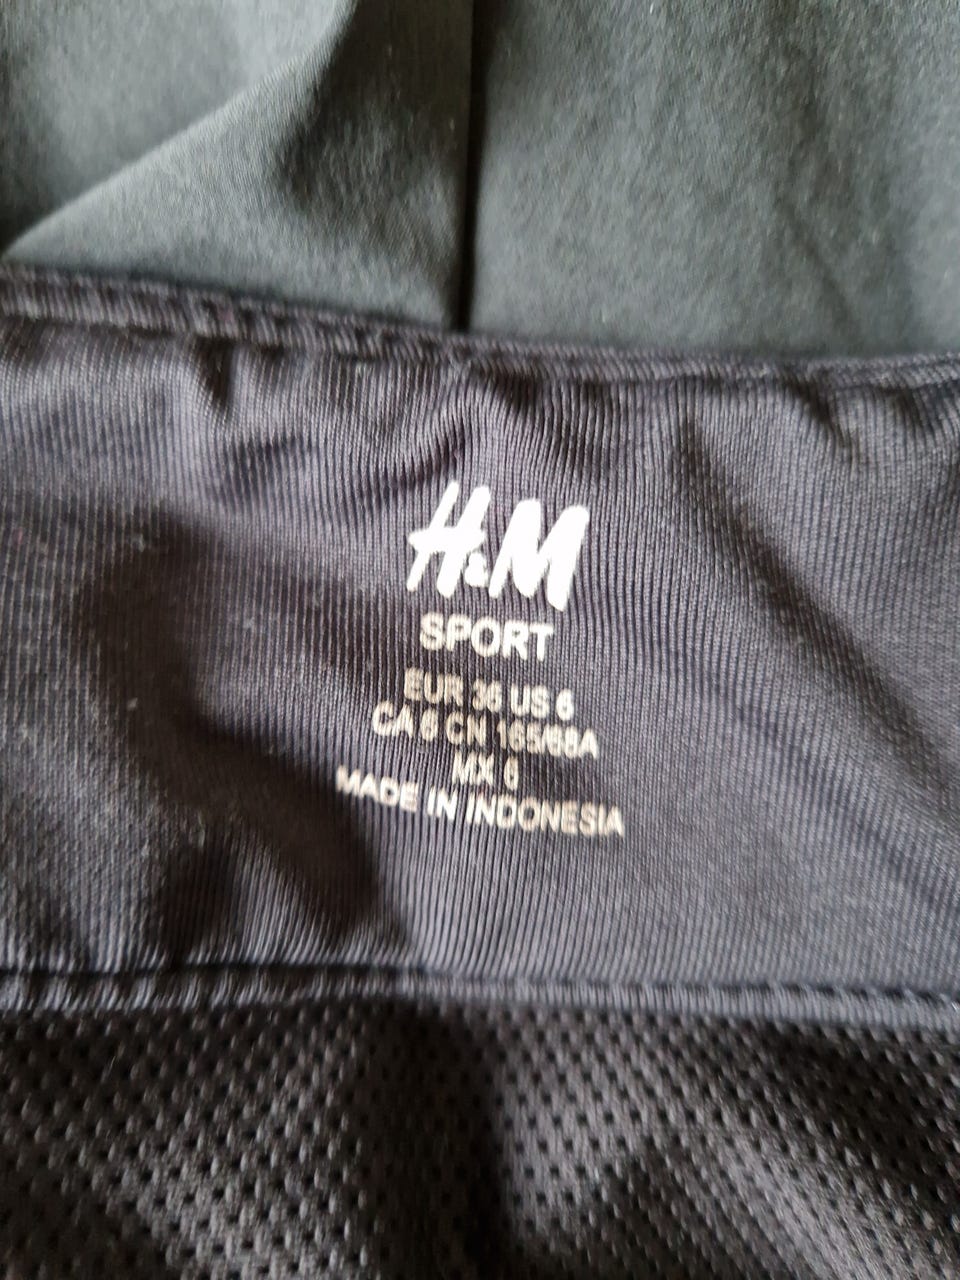 H&M
SPORT
EUR 36 US 6
CA 6 CN 165/68A
MX 6
MADE IN INDONESIA